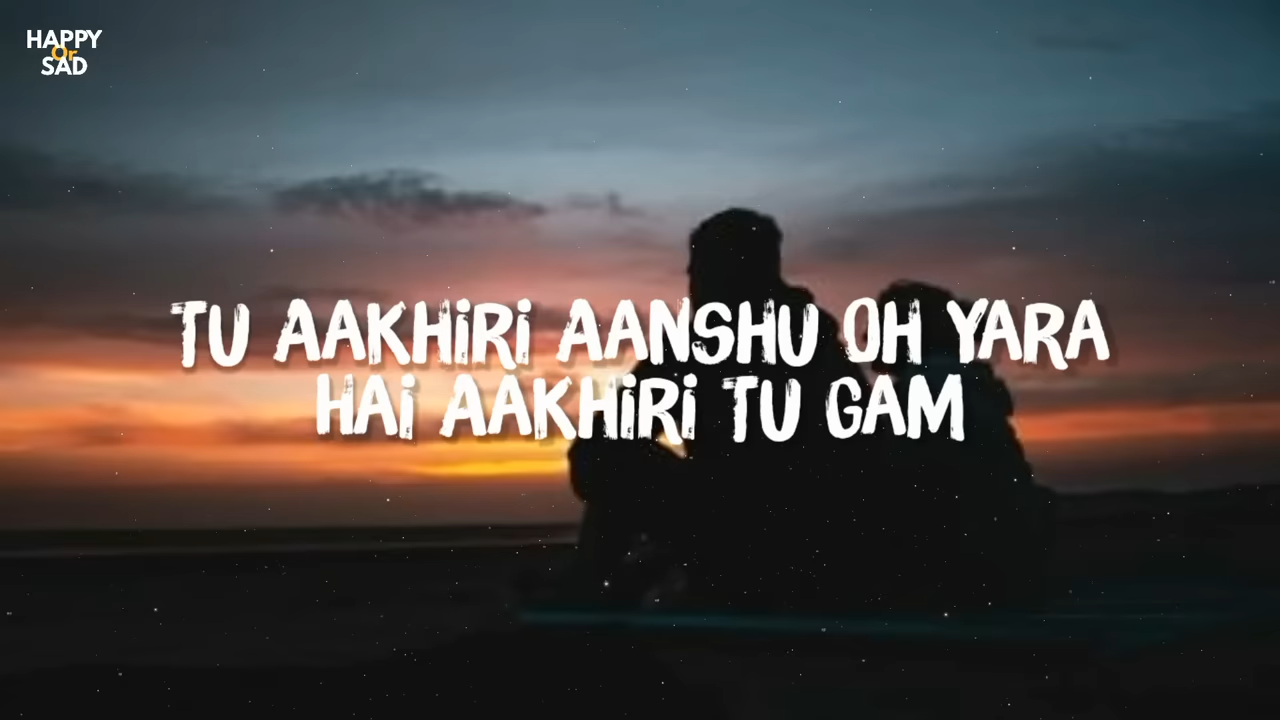 HAPPY
Or
SAD
TU AAKHIRI AANSHU OH YARA
HAI AAKHIRI TU GAM